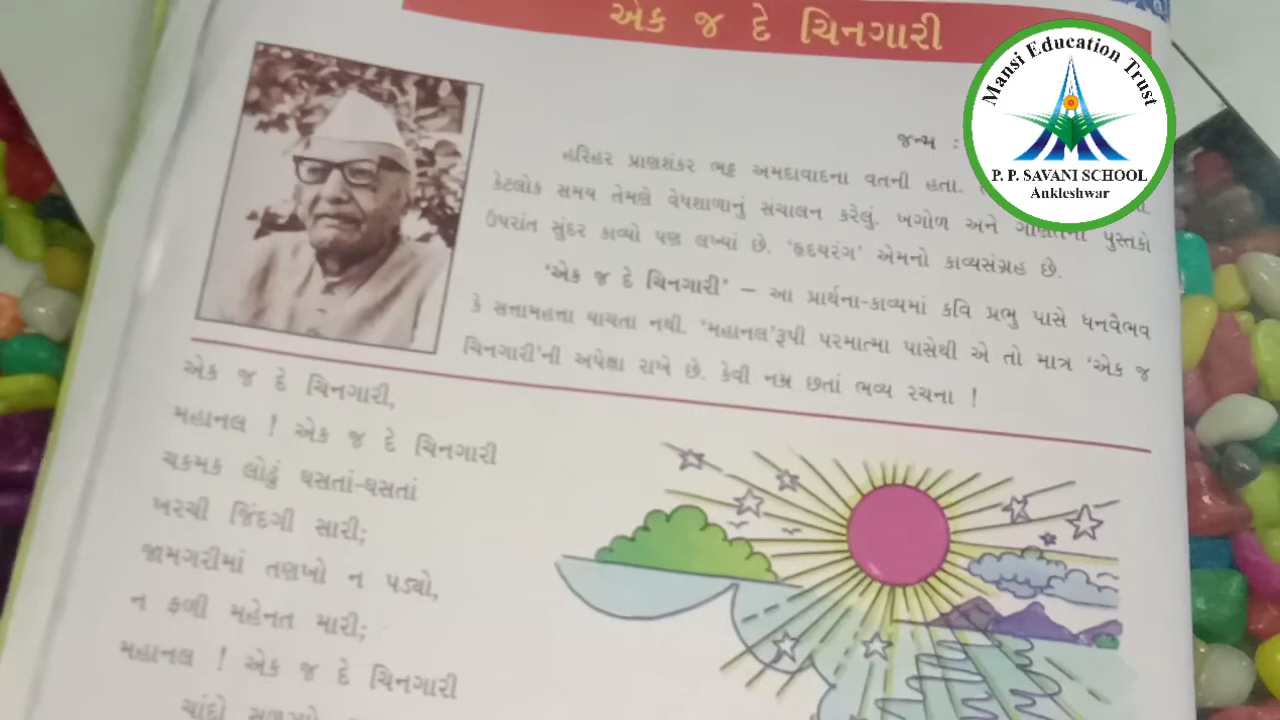 એક જ દે ચિનગારી
Mansi Education Trust
P. P. SAVANI SCHOOL
Ankleshwar
જન્મ :
હરિહર પ્રાણશંકર ભટ્ટ અમદાવાદના વતની હતા.
કેટલોક સમય તેમણે વેધશાળાનું સંચાલન કરેલું. ખગોળ અને ગણિતનાં પુસ્તકો
ઉપરાંત સુંદર કાવ્યો પણ લખ્યાં છે. ‘હૃદયરંગ’ એમનો કાવ્યસંગ્રહ છે.
‘એક જ દે ચિનગારી’ – આ પ્રાર્થના-કાવ્યમાં કવિ પ્રભુ પાસે ધનવૈભવ
કે સત્તામહત્તા યાચતા નથી. ‘મહાનલ’રૂપી પરમાત્મા પાસેથી એ તો માત્ર ‘એક જ
ચિનગારી’ની અપેક્ષા રાખે છે. કેવી નમ્ર છતાં ભવ્ય રચના !
એક જ દે ચિનગારી,
મહાનલ ! એક જ દે ચિનગારી
ચકમક લોઢું ઘસતાં-ઘસતાં
ખરચી જિંદગી સારી;
જામગરીમાં તણખો ન પડ્યો,
ન ફળી મહેનત મારી;
મહાનલ ! એક જ દે ચિનગારી
ચાંદો